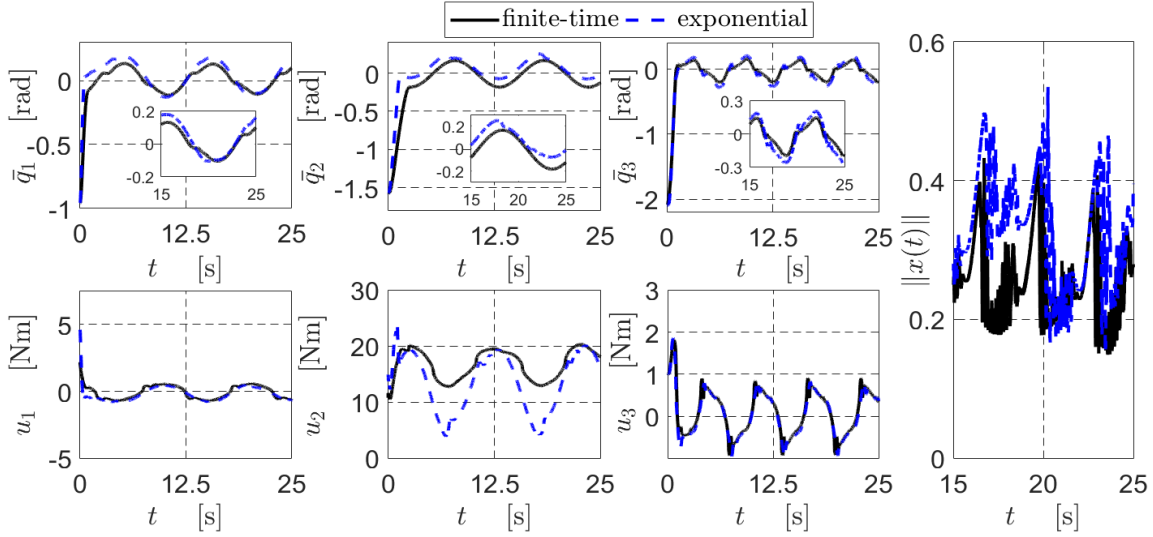 finite-time exponential
q̄1 [rad]
0
-0.5
-1
0.2
0
-0.2
15 25
0 12.5 25
t [s]
q̄2 [rad]
0
-0.5
-1
-1.5
0.2
0
-0.2
15 20 25
0 12.5 25
t [s]
q̄3 [rad]
0
-1
-2
0.3
0
-0.3
15 25
0 12.5 25
t [s]
u1 [Nm]
5
0
-5
0 12.5 25
t [s]
u2 [Nm]
30
20
10
0
0 12.5 25
t [s]
u3 [Nm]
3
2
1
0
0 12.5 25
t [s]
‖x(t)‖
0.6
0.4
0.2
0
15 20 25
t [s]